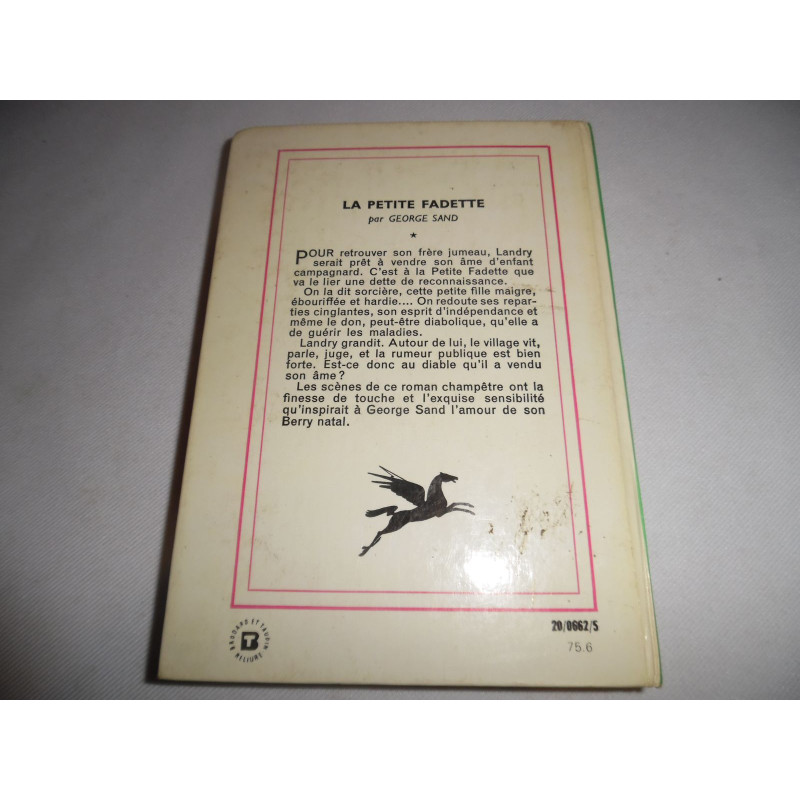 LA PETITE FADETTE
par GEORGE SAND
★
POUR retrouver son frère jumeau, Landry
serait prêt à vendre son âme d'enfant
campagnard. C'est à la Petite Fadette que
va le lier une dette de reconnaissance.
On la dit sorcière, cette petite fille maigre,
ébouriffée et hardie.... On redoute ses repar-
ties cinglantes, son esprit d'indépendance et
même le don, peut-être diabolique, qu'elle a
de guérir les maladies.
Landry grandit. Autour de lui, le village vit,
parle, juge, et la rumeur publique est bien
forte. Est-ce donc au diable qu'il a vendu
son âme ?
Les scènes de ce roman champêtre ont la
finesse de touche et l'exquise sensibilité
qu'inspirait à George Sand l'amour de son
Berry natal.
BRODARD ET TAUPIN
RELIURE
BT
20/0662/5
75.6